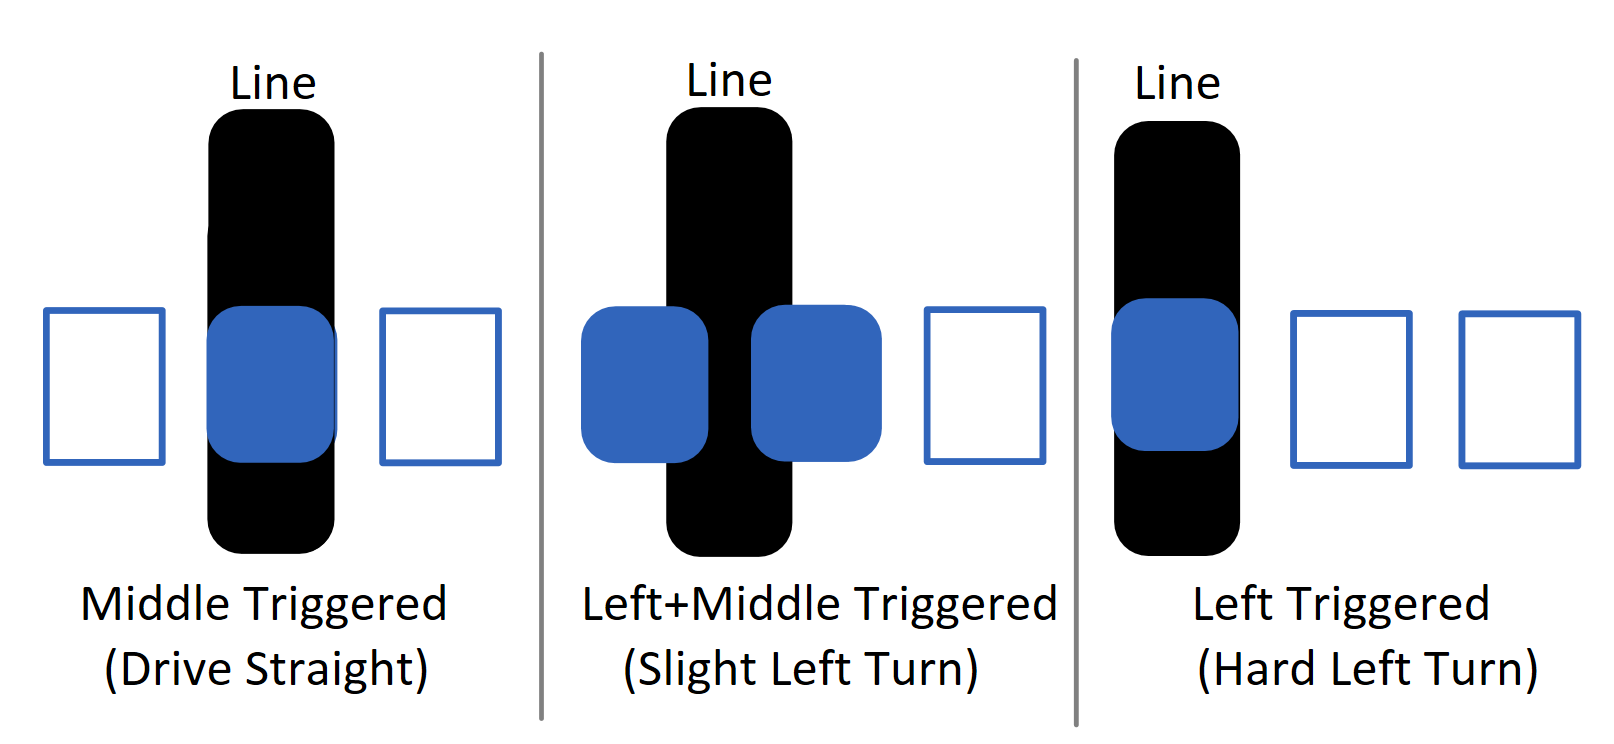 Line
Middle Triggered
(Drive Straight)
Line
Left+Middle Triggered
(Slight Left Turn)
Line
Left Triggered
(Hard Left Turn)